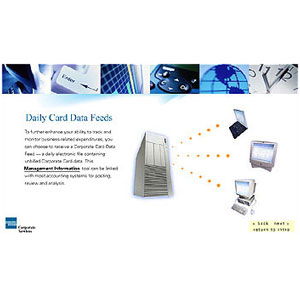 Enter
Daily Card Data Feeds
To further enhance your ability to track and
monitor business-related expenditures, you
can choose to receive a Corporate Card Data
Feed — a daily electronic file containing
unbilled Corporate Card data. This
Management Information tool can be linked
with most accounting systems for posting,
review and analysis.
Corporate
Services
back next
return to intro